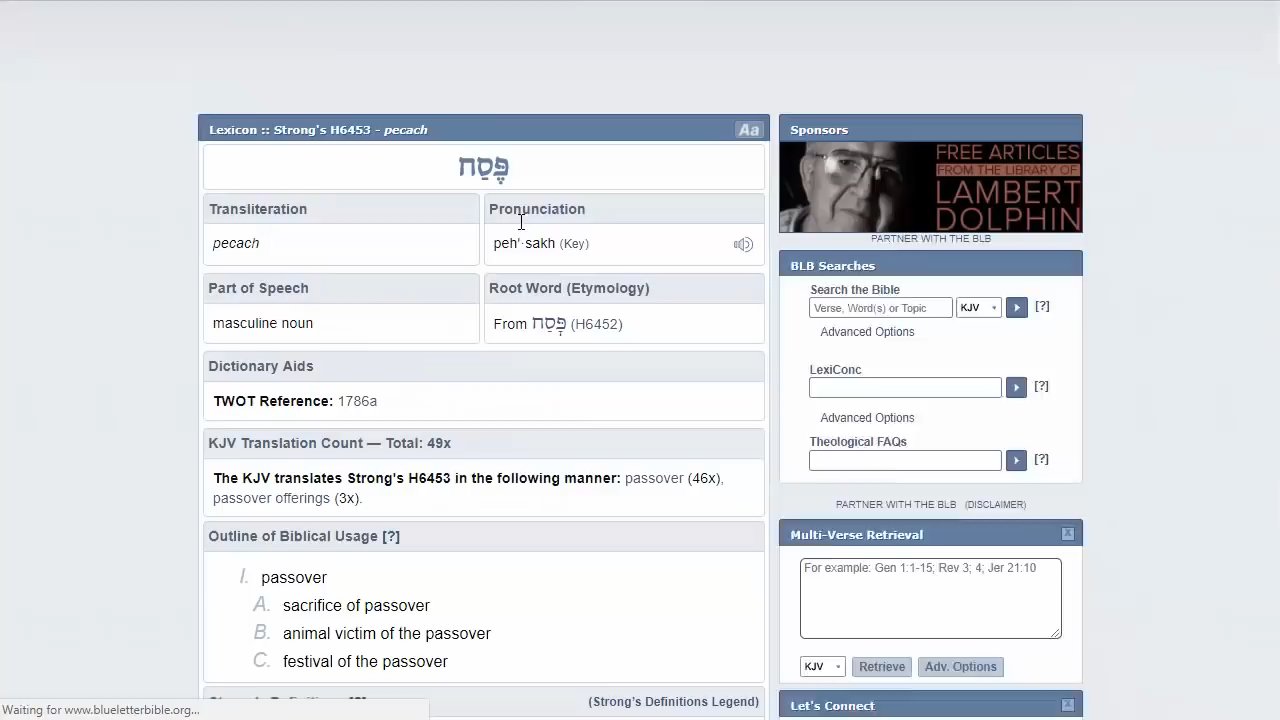 Lexicon :: Strong's H6453 - pecach
Aa
פֶּסַח
Transliteration
pecach
Pronunciation
peh'·sakh (Key)
Part of Speech
masculine noun
Root Word (Etymology)
From פָּסַח (H6452)
Dictionary Aids
TWOT Reference: 1786a
KJV Translation Count — Total: 49x
The KJV translates Strong's H6453 in the following manner: passover (46x),
passover offerings (3x).
Outline of Biblical Usage [?]
I. passover
A. sacrifice of passover
B. animal victim of the passover
C. festival of the passover
(Strong's Definitions Legend)
Waiting for www.blueletterbible.org...
Sponsors
FREE ARTICLES
FROM THE LIBRARY OF
LAMBERT
DOLPHIN
PARTNER WITH THE BLB
BLB Searches
Search the Bible
Verse, Word(s) or Topic
KJV
[?]
Advanced Options
LexiConc
[?]
Advanced Options
Theological FAQs
[?]
PARTNER WITH THE BLB (DISCLAIMER)
Multi-Verse Retrieval
X
For example: Gen 1:1-15; Rev 3; 4; Jer 21:10
KJV
Retrieve
Adv. Options
Let's Connect
X